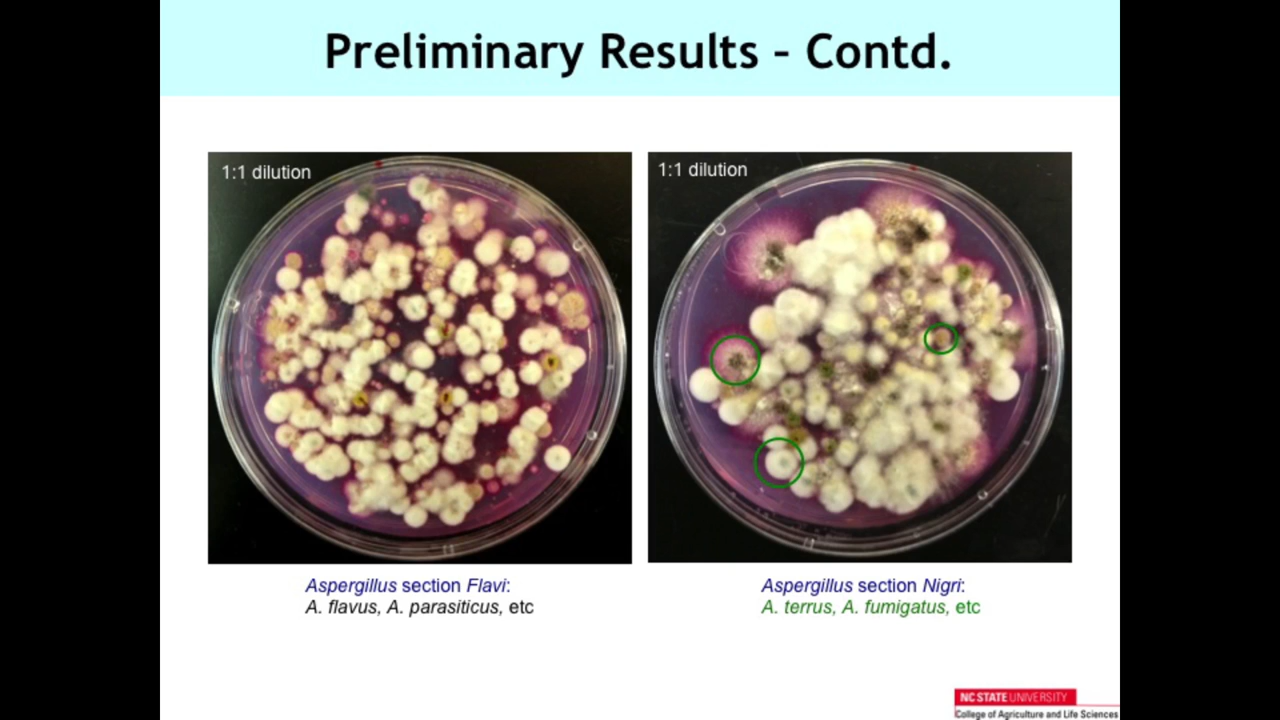 Preliminary Results – Contd.
1:1 dilution
1:1 dilution
Aspergillus section Flavi:
A. flavus, A. parasiticus, etc
Aspergillus section Nigri:
A. terrus, A. fumigatus, etc
NC STATE UNIVERSITY
College of Agriculture and Life Sciences